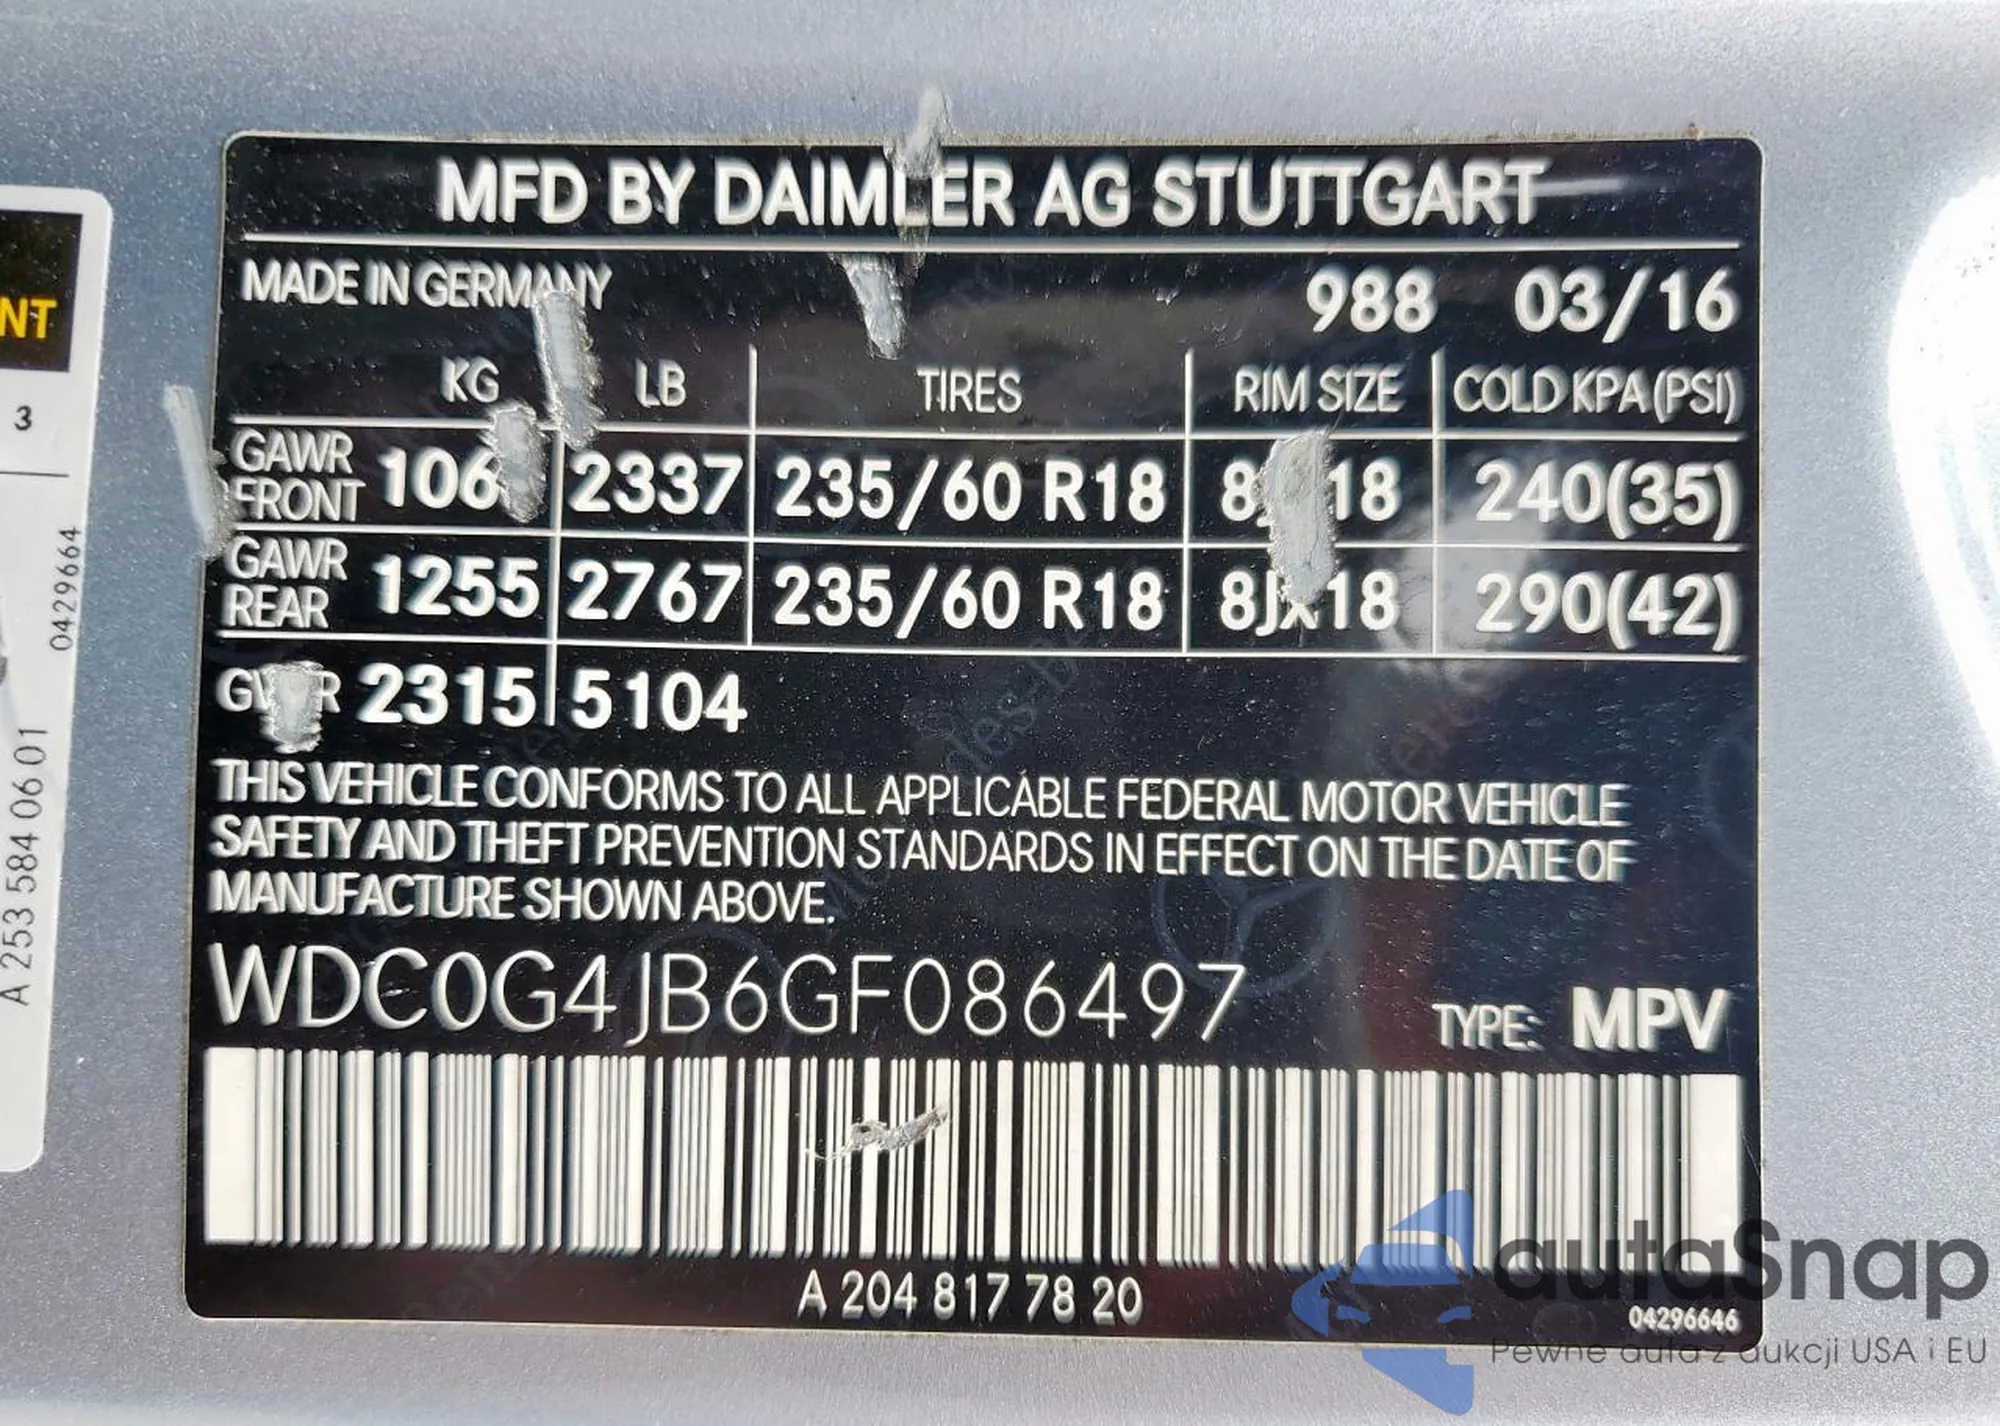 MFD BY DAIMLER AG STUTTGART
MADE IN GERMANY 988 03/16
KG LB TIRES RIM SIZE COLD KPA (PSI)
GAWR FRONT 2337 235/60 R18 240(35)
GAWR REAR 1255 2767 235/60 R18 8Jx18 290(42)
2315 5104
THIS VEHICLE CONFORMS TO ALL APPLICABLE FEDERAL MOTOR VEHICLE
SAFETY AND THEFT PREVENTION STANDARDS IN EFFECT ON THE DATE OF
MANUFACTURE SHOWN ABOVE.
WDC0G4JB6GF086497 TYPE: MPV
A 204 817 78 20
04296646
NT
3
0429664
A 253 584 06 01
autaSnap
Pewne auta z aukcji USA i EU